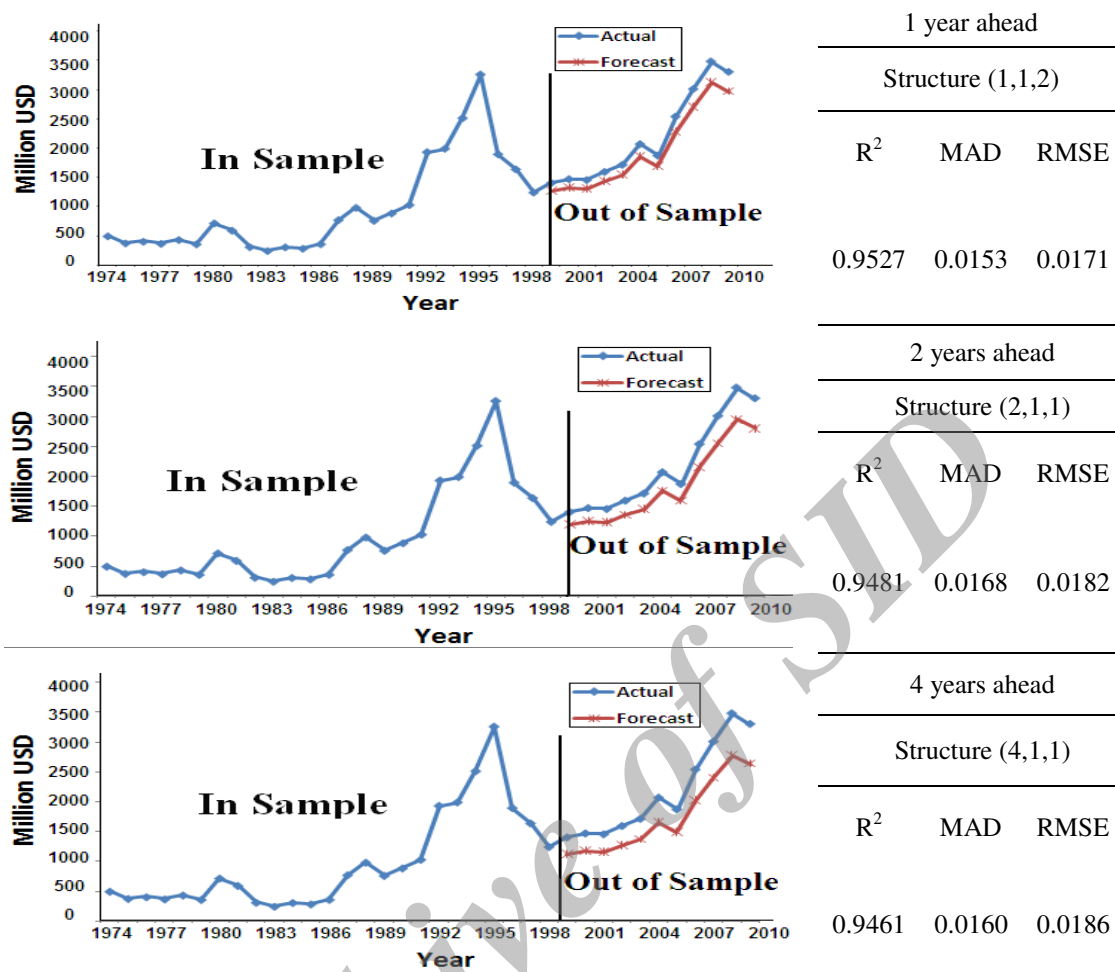 4000
3500
3000
2500
2000
1500
1000
500
0
Million USD
Actual
Forecast
In Sample
Out of Sample
1974 1977 1980 1983 1986 1989 1992 1995 1998 2001 2004 2007 2010
Year
1 year ahead
Structure (1,1,2)
R² MAD RMSE
0.9527 0.0153 0.0171
4000
3500
3000
2500
2000
1500
1000
500
0
Million USD
Actual
Forecast
In Sample
Out of Sample
1974 1977 1980 1983 1986 1989 1992 1995 1998 2001 2004 2007 2010
Year
2 years ahead
Structure (2,1,1)
R² MAD RMSE
0.9481 0.0168 0.0182
4000
3500
3000
2500
2000
1500
1000
500
0
Million USD
Actual
Forecast
In Sample
Out of Sample
1974 1977 1980 1983 1986 1989 1992 1995 1998 2001 2004 2007 2010
Year
4 years ahead
Structure (4,1,1)
R² MAD RMSE
0.9461 0.0160 0.0186
of SID